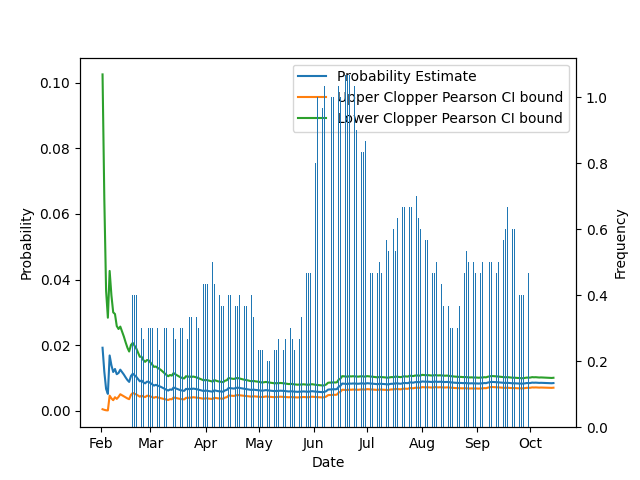 Probability Estimate
Upper Clopper Pearson CI bound
Lower Clopper Pearson CI bound
Probability
0.10
0.08
0.06
0.04
0.02
0.00
Frequency
1.0
0.8
0.6
0.4
0.2
0.0
Feb Mar Apr May Jun Jul Aug Sep Oct
Date